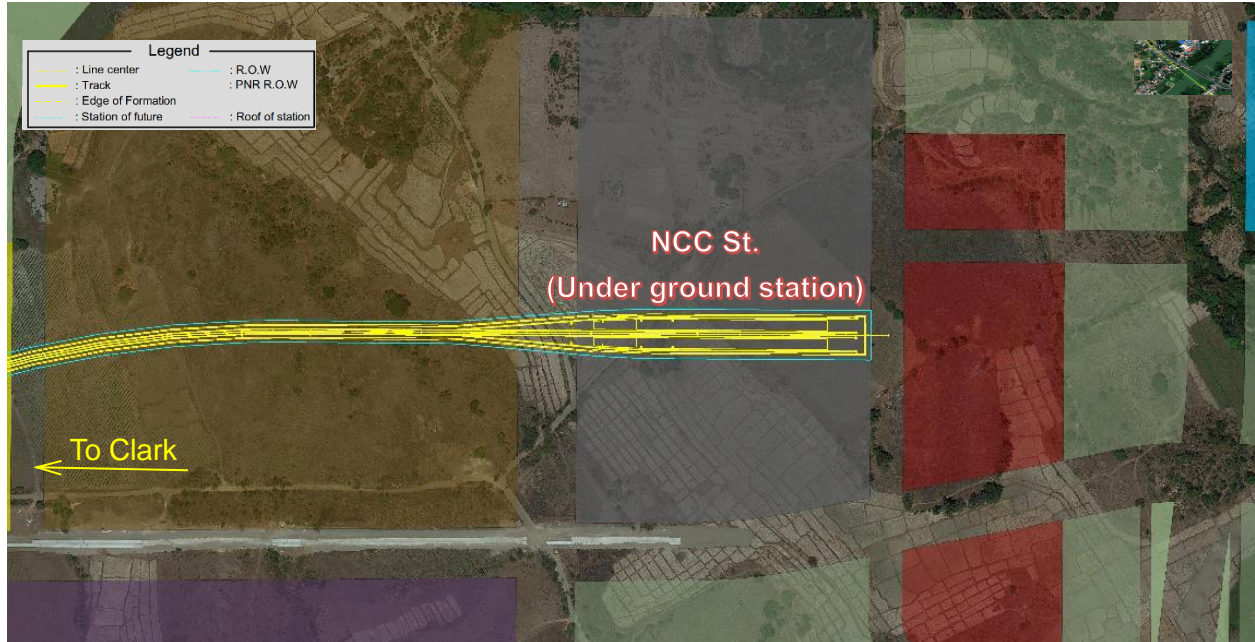 Legend
: Line center
: R.O.W
: Track
: PNR R.O.W
: Edge of Formation
: Station of future
: Roof of station
NCC St.
(Under ground station)
To Clark